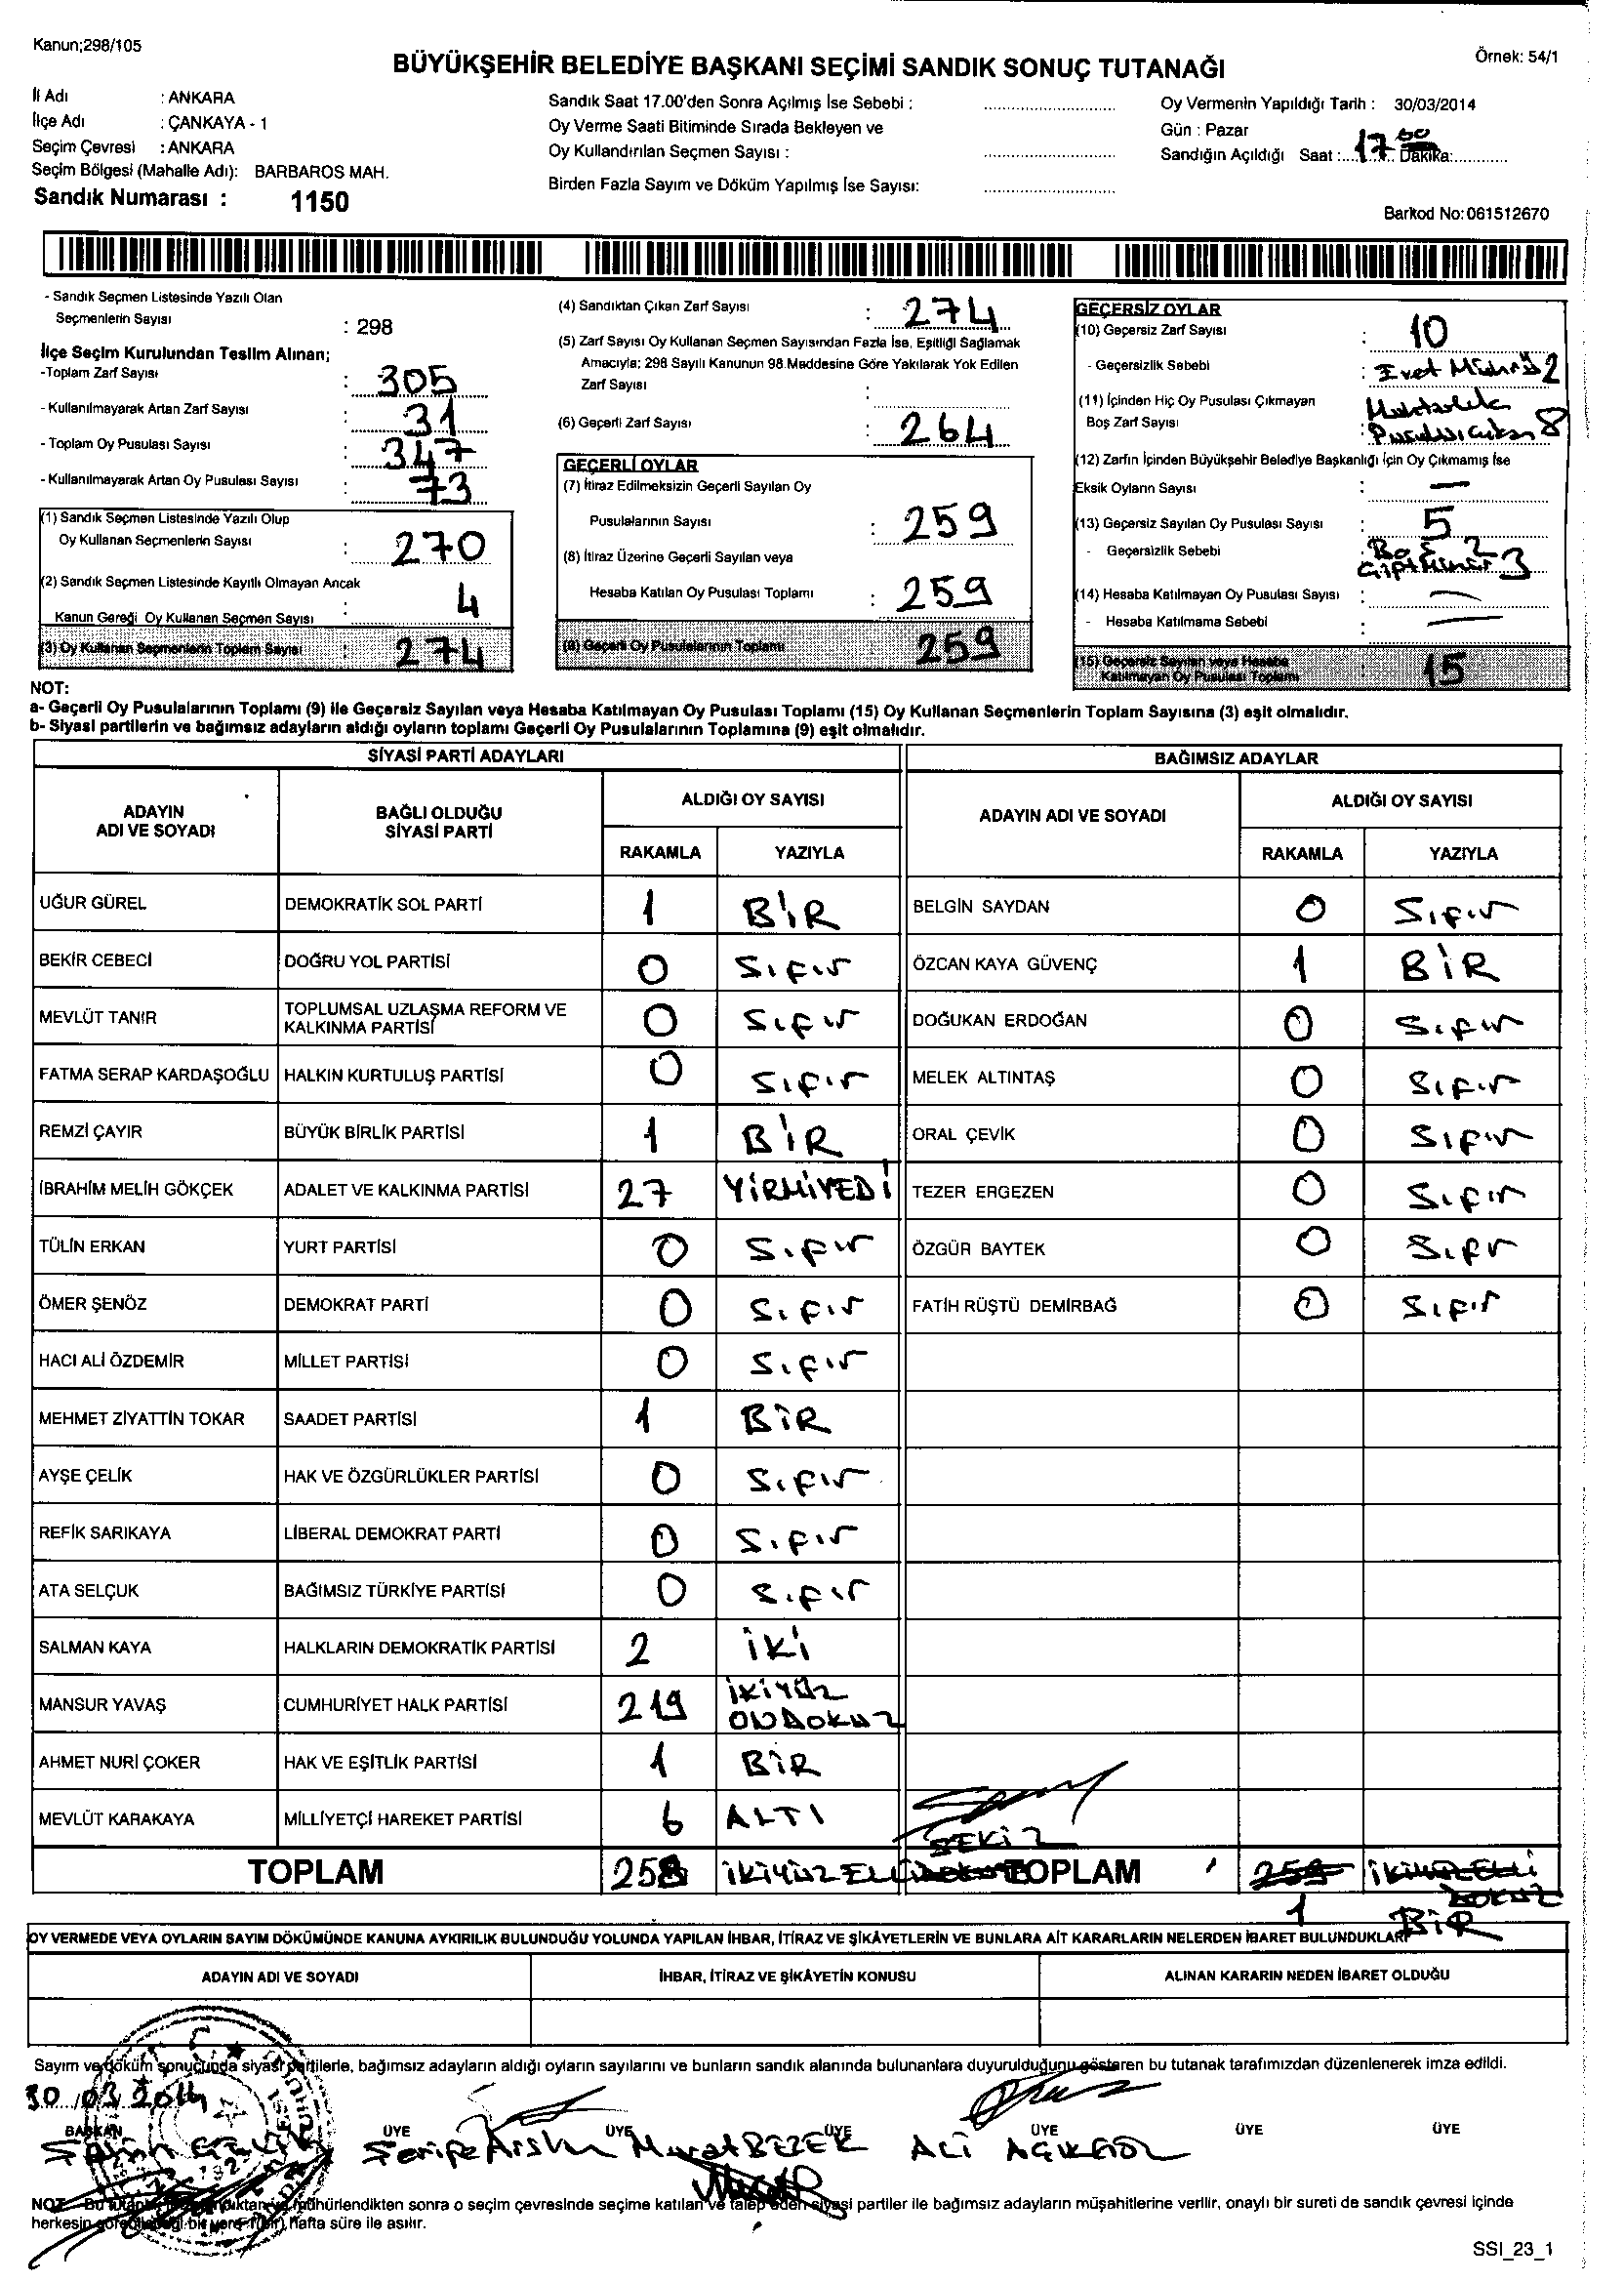 Kanun;298/105
Örnek: 54/1
BÜYÜKŞEHİR BELEDİYE BAŞKANI SEÇİMİ SANDIK SONUÇ TUTANAĞI
İl Adı : ANKARA
İlçe Adı : ÇANKAYA - 1
Seçim Çevresi : ANKARA
Seçim Bölgesi (Mahalle Adı): BARBAROS MAH.
Sandık Numarası : 1150
Sandık Saat 17.00'den Sonra Açılmış İse Sebebi :
Oy Verme Saati Bitiminde Sırada Bekleyen ve
Oy Kullandırılan Seçmen Sayısı :
Birden Fazla Sayım ve Döküm Yapılmış İse Sayısı:
Oy Vermenin Yapıldığı Tarih : 30/03/2014
Gün : Pazar
Sandığın Açıldığı Saat : 17 00 Dakika:
Barkod No: 061512670
- Sandık Seçmen Listesinde Yazılı Olan
Seçmenlerin Sayısı : 298
İlçe Seçim Kurulundan Teslim Alınan;
-Toplam Zarf Sayısı : 305
- Kullanılmayarak Artan Zarf Sayısı : 31
- Toplam Oy Pusulası Sayısı : 347
- Kullanılmayarak Artan Oy Pusulası Sayısı : 73
(1) Sandık Seçmen Listesinde Yazılı Olup
Oy Kullanan Seçmenlerin Sayısı : 270
(2) Sandık Seçmen Listesinde Kayıtlı Olmayan Ancak
Kanun Gereği Oy Kullanan Seçmen Sayısı : 4
(3) Oy Kullanan Seçmenlerin Toplam Sayısı : 274
(4) Sandıktan Çıkan Zarf Sayısı : 274
(5) Zarf Sayısı Oy Kullanan Seçmen Sayısından Fazla İse, Eşitliği Sağlamak
Amacıyla; 298 Sayılı Kanunun 98.Maddesine Göre Yakılarak Yok Edilen
Zarf Sayısı :
(6) Geçerli Zarf Sayısı : 264
GEÇERLİ OYLAR
(7) İtiraz Edilmeksizin Geçerli Sayılan Oy
Pusulalarının Sayısı : 259
(8) İtiraz Üzerine Geçerli Sayılan veya
Hesaba Katılan Oy Pusulası Toplamı : 259
(9) Geçerli Oy Pusulalarının Toplamı 259
GEÇERSİZ OYLAR
(10) Geçersiz Zarf Sayısı : 10
- Geçersizlik Sebebi : Evet Mührü 2
(11) İçinden Hiç Oy Pusulası Çıkmayan Muhtarlık
Boş Zarf Sayısı : Pusulası çıkan 8
(12) Zarfın İçinden Büyükşehir Belediye Başkanlığı İçin Oy Çıkmamış İse
Eksik Oyların Sayısı : —
(13) Geçersiz Sayılan Oy Pusulası Sayısı : 5
- Geçersizlik Sebebi : Boş 2
3
(14) Hesaba Katılmayan Oy Pusulası Sayısı : —
- Hesaba Katılmama Sebebi : —
(15) Geçersiz Sayılan veya Hesaba
Katılmayan Oy Pusulası Toplamı : 15
NOT:
a- Geçerli Oy Pusulalarının Toplamı (9) ile Geçersiz Sayılan veya Hesaba Katılmayan Oy Pusulası Toplamı (15) Oy Kullanan Seçmenlerin Toplam Sayısına (3) eşit olmalıdır.
b- Siyasi partilerin ve bağımsız adayların aldığı oyların toplamı Geçerli Oy Pusulalarının Toplamına (9) eşit olmalıdır.
SİYASİ PARTİ ADAYLARI
BAĞIMSIZ ADAYLAR
ADAYIN
ADI VE SOYADI
BAĞLI OLDUĞU
SİYASİ PARTİ
ALDIĞI OY SAYISI
RAKAMLA YAZIYLA
ADAYIN ADI VE SOYADI
ALDIĞI OY SAYISI
RAKAMLA YAZIYLA
UĞUR GÜREL DEMOKRATİK SOL PARTİ 1 BİR BELGİN SAYDAN 0 Sıfır
BEKİR CEBECİ DOĞRU YOL PARTİSİ 0 Sıfır ÖZCAN KAYA GÜVENÇ 1 BİR
MEVLÜT TANIR TOPLUMSAL UZLAŞMA REFORM VE
KALKINMA PARTİSİ 0 Sıfır DOĞUKAN ERDOĞAN 0 Sıfır
FATMA SERAP KARDAŞOĞLU HALKIN KURTULUŞ PARTİSİ 0 Sıfır MELEK ALTINTAŞ 0 Sıfır
REMZİ ÇAYIR BÜYÜK BİRLİK PARTİSİ 1 BİR ORAL ÇEVİK 0 Sıfır
İBRAHİM MELİH GÖKÇEK ADALET VE KALKINMA PARTİSİ 27 YİRMİYEDİ TEZER ERGEZEN 0 Sıfır
TÜLİN ERKAN YURT PARTİSİ 0 Sıfır ÖZGÜR BAYTEK 0 Sıfır
ÖMER ŞENÖZ DEMOKRAT PARTİ 0 Sıfır FATİH RÜŞTÜ DEMİRBAĞ 0 Sıfır
HACI ALİ ÖZDEMİR MİLLET PARTİSİ 0 Sıfır
MEHMET ZİYATTİN TOKAR SAADET PARTİSİ 1 BİR
AYŞE ÇELİK HAK VE ÖZGÜRLÜKLER PARTİSİ 0 Sıfır
REFİK SARIKAYA LİBERAL DEMOKRAT PARTİ 0 Sıfır
ATA SELÇUK BAĞIMSIZ TÜRKİYE PARTİSİ 0 Sıfır
SALMAN KAYA HALKLARIN DEMOKRATİK PARTİSİ 2 İKİ
MANSUR YAVAŞ CUMHURİYET HALK PARTİSİ 219 İKİYÜZ
ONDOKUZ
AHMET NURİ ÇOKER HAK VE EŞİTLİK PARTİSİ 1 BİR
MEVLÜT KARAKAYA MİLLİYETÇİ HAREKET PARTİSİ 6 ALTI
SEKİZ
TOPLAM 258 İKİYÜZELLİ DOKUZ TOPLAM 259 İKİYÜZELLİ
DOKUZ
1 BİR
OY VERMEDE VEYA OYLARIN SAYIM DÖKÜMÜNDE KANUNA AYKIRILIK BULUNDUĞU YOLUNDA YAPILAN İHBAR, İTİRAZ VE ŞİKÂYETLERİN VE BUNLARA AİT KARARLARIN NELERDEN İBARET BULUNDUKLARI
ADAYIN ADI VE SOYADI İHBAR, İTİRAZ VE ŞİKÂYETİN KONUSU ALINAN KARARIN NEDEN İBARET OLDUĞU
Sayım ve döküm sonucunda siyasi partilerle, bağımsız adayların aldığı oyların sayılarını ve bunların sandık alanında bulunanlara duyurulduğunu gösteren bu tutanak tarafımızdan düzenlenerek imza edildi.
30/03/2014
BAŞKAN ÜYE ÜYE ÜYE ÜYE ÜYE ÜYE
Murat BEZEK ALİ AÇIKGÖZ
NOT: Bu tutanak mühürlendikten sonra o seçim çevresinde seçime katılan ve talep eden siyasi partiler ile bağımsız adayların müşahitlerine verilir, onaylı bir sureti de sandık çevresi içinde
herkesin görebileceği bir yere 1 (bir) hafta süre ile asılır.
SSI_23_1